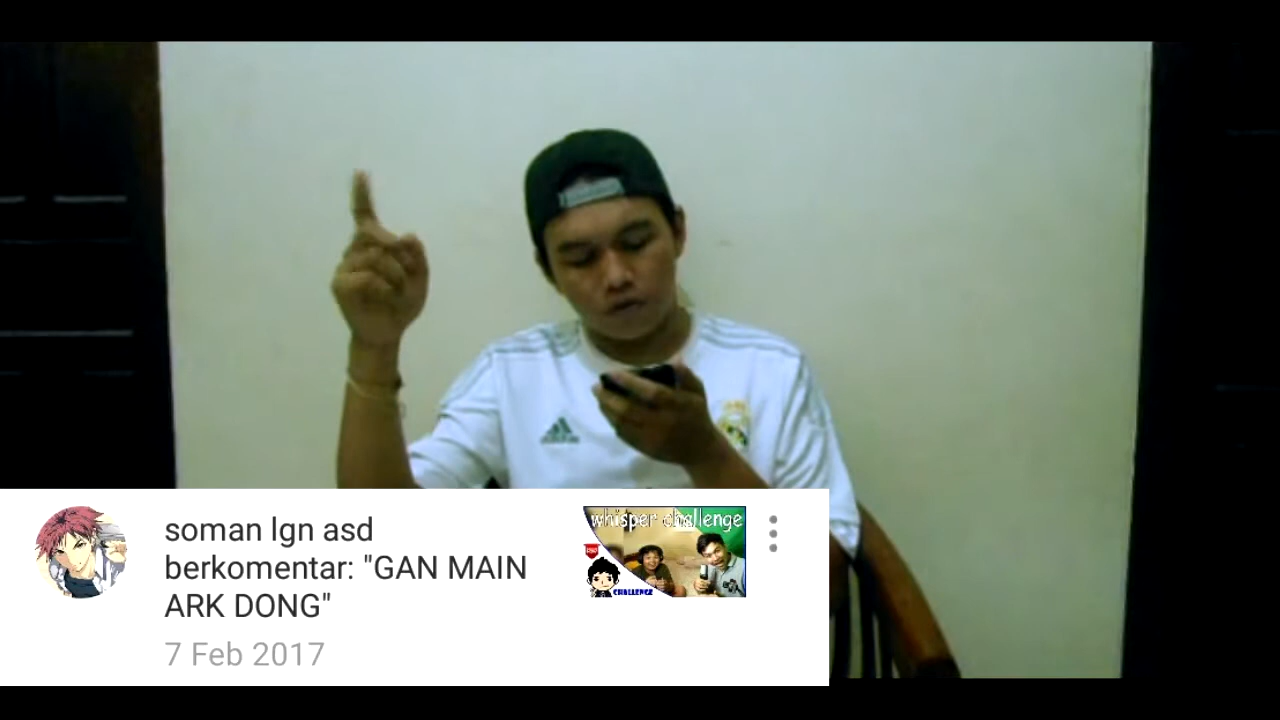 soman lgn asd
berkomentar: "GAN MAIN
ARK DONG"
7 Feb 2017
whisper challenge
CHALLENGE